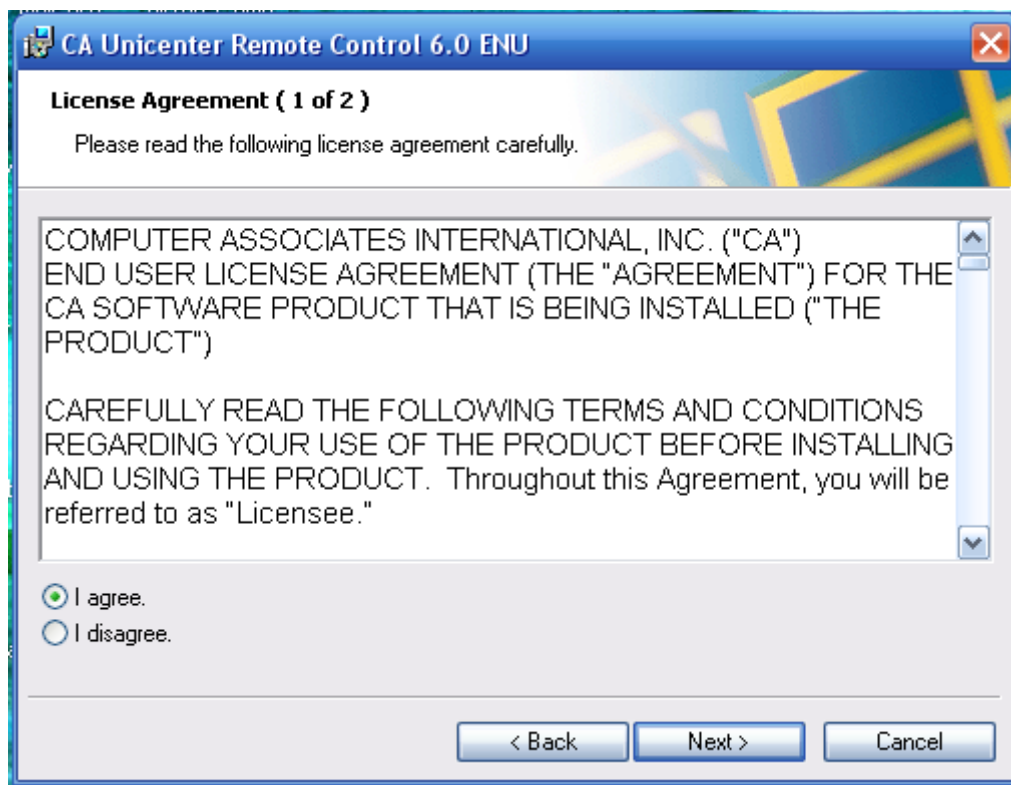 CA Unicenter Remote Control 6.0 ENU
License Agreement ( 1 of 2 )
Please read the following license agreement carefully.
COMPUTER ASSOCIATES INTERNATIONAL, INC. ("CA")
END USER LICENSE AGREEMENT (THE "AGREEMENT") FOR THE
CA SOFTWARE PRODUCT THAT IS BEING INSTALLED ("THE
PRODUCT")
CAREFULLY READ THE FOLLOWING TERMS AND CONDITIONS
REGARDING YOUR USE OF THE PRODUCT BEFORE INSTALLING
AND USING THE PRODUCT.  Throughout this Agreement, you will be
referred to as "Licensee."
I agree.
I disagree.
< Back
Next >
Cancel